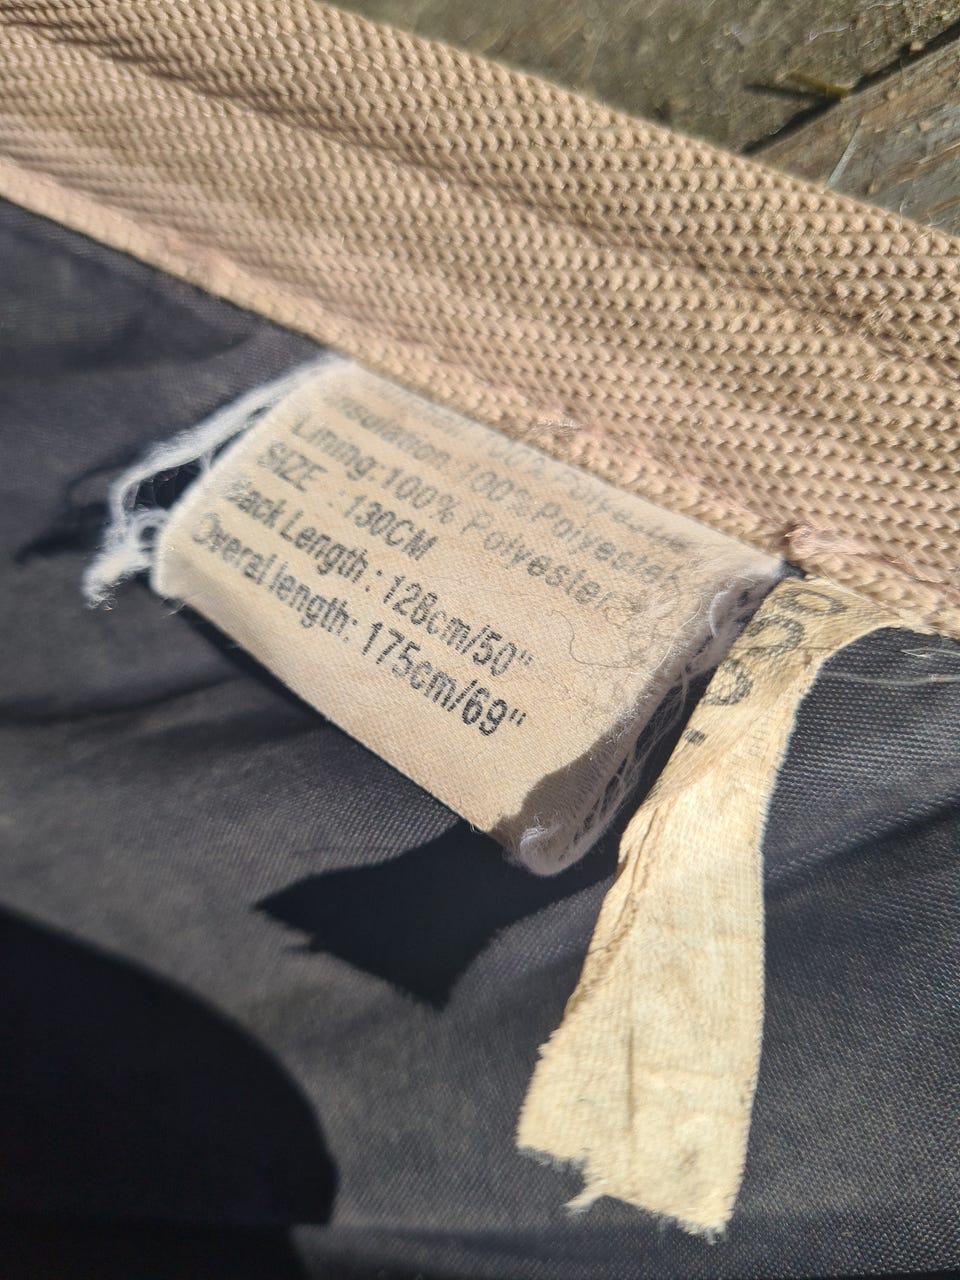 Insulation:100%Polyester
Lining:100% Polyester
SIZE :130CM
Back Length : 128cm/50"
Overal length: 175cm/69"